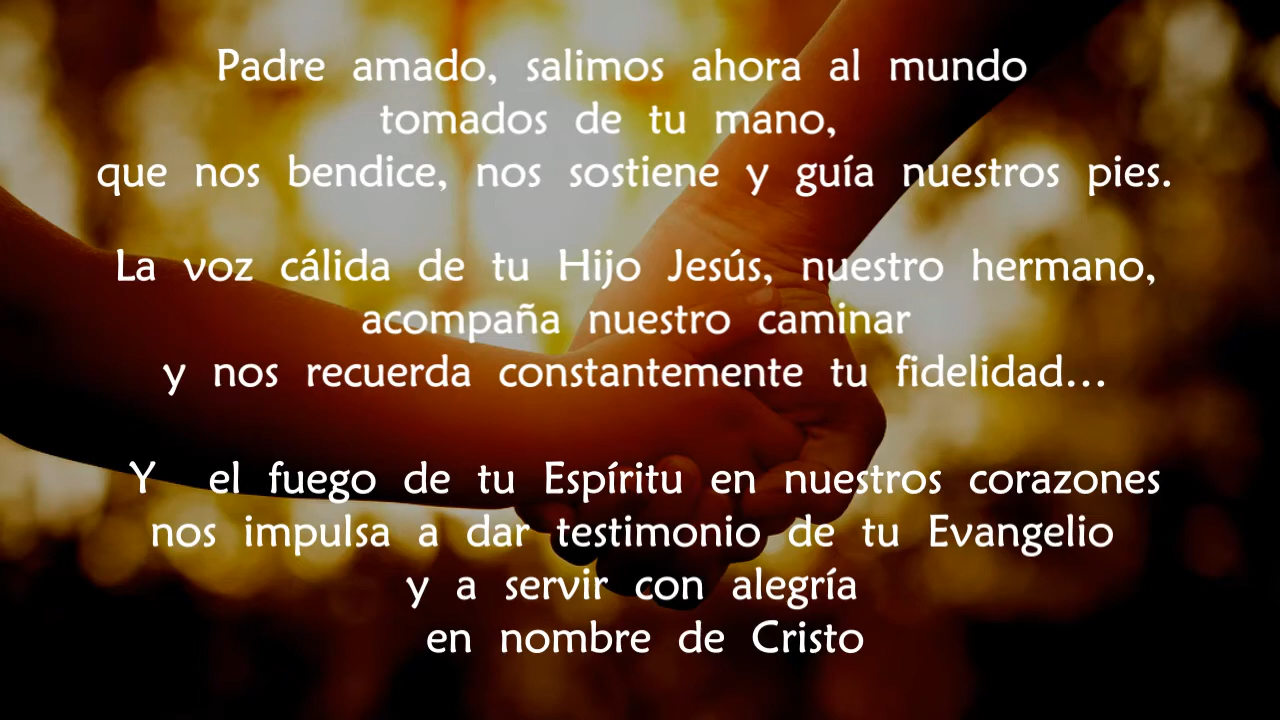 Padre amado, salimos ahora al mundo
tomados de tu mano,
que nos bendice, nos sostiene y guía nuestros pies.
La voz cálida de tu Hijo Jesús, nuestro hermano,
acompaña nuestro caminar
y nos recuerda constantemente tu fidelidad...
Y el fuego de tu Espíritu en nuestros corazones
nos impulsa a dar testimonio de tu Evangelio
y a servir con alegría
en nombre de Cristo